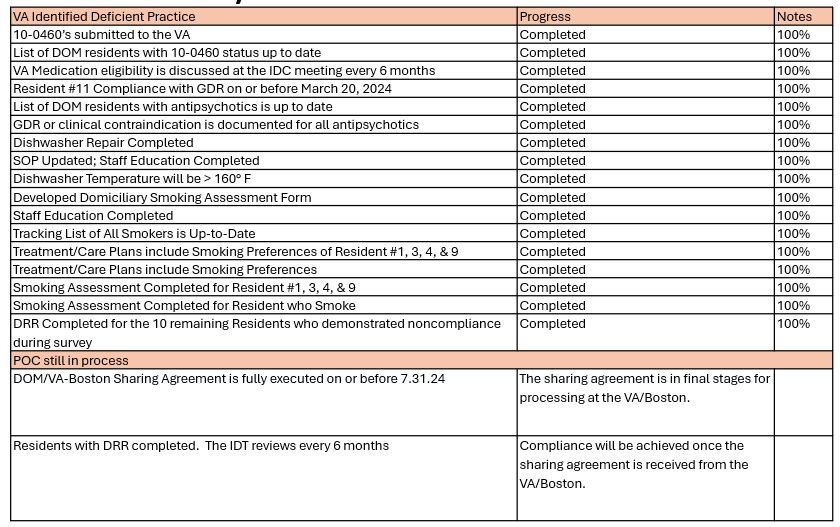 VA Identified Deficient Practice Progress Notes
10-0460's submitted to the VA Completed 100%
List of DOM residents with 10-0460 status up to date Completed 100%
VA Medication eligibility is discussed at the IDC meeting every 6 months Completed 100%
Resident #11 Compliance with GDR on or before March 20, 2024 Completed 100%
List of DOM residents with antipsychotics is up to date Completed 100%
GDR or clinical contraindication is documented for all antipsychotics Completed 100%
Dishwasher Repair Completed Completed 100%
SOP Updated; Staff Education Completed Completed 100%
Dishwasher Temperature will be > 160° F Completed 100%
Developed Domiciliary Smoking Assessment Form Completed 100%
Staff Education Completed Completed 100%
Tracking List of All Smokers is Up-to-Date Completed 100%
Treatment/Care Plans include Smoking Preferences of Resident #1, 3, 4, & 9 Completed 100%
Treatment/Care Plans include Smoking Preferences Completed 100%
Smoking Assessment Completed for Resident #1, 3, 4, & 9 Completed 100%
Smoking Assessment Completed for Resident who Smoke Completed 100%
DRR Completed for the 10 remaining Residents who demonstrated noncompliance Completed 100%
during survey
POC still in process
DOM/VA-Boston Sharing Agreement is fully executed on or before 7.31.24 The sharing agreement is in final stages for
processing at the VA/Boston.
Residents with DRR completed. The IDT reviews every 6 months Compliance will be achieved once the
sharing agreement is received from the
VA/Boston.